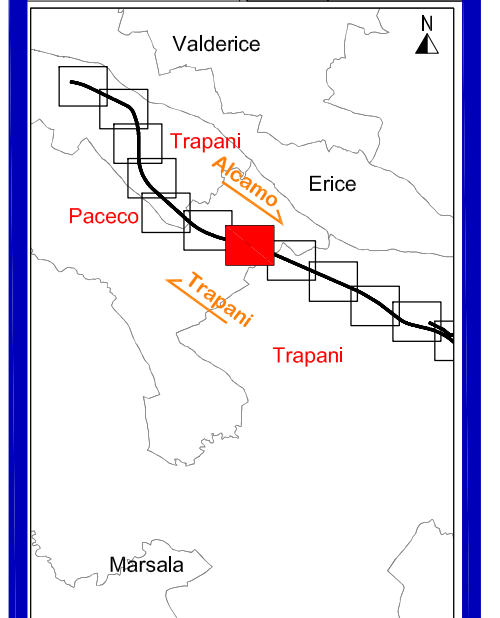 N
Valderice
Trapani
Alcamo
Erice
Paceco
Trapani
Trapani
Marsala